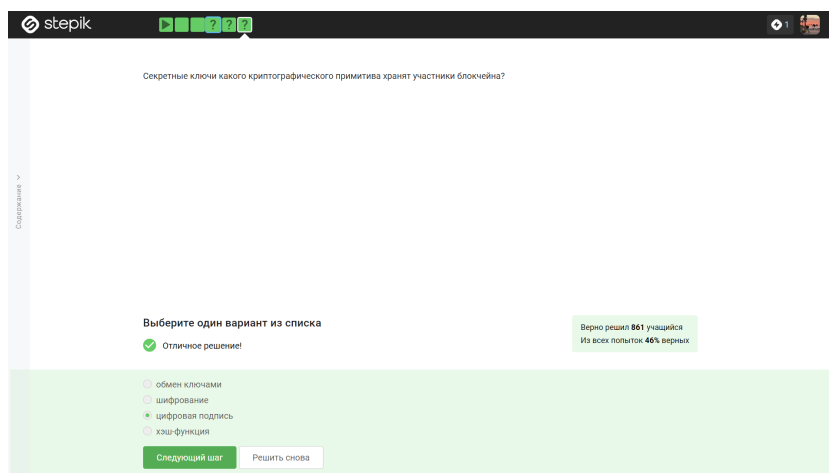 stepik
? ? ?
1
Секретные ключи какого криптографического примитива хранят участники блокчейна?
Содержание
Выберите один вариант из списка
Отличное решение!
Верно решил 861 учащийся
Из всех попыток 46% верных
обмен ключами
шифрование
цифровая подпись
хэш-функция
Следующий шаг
Решить снова